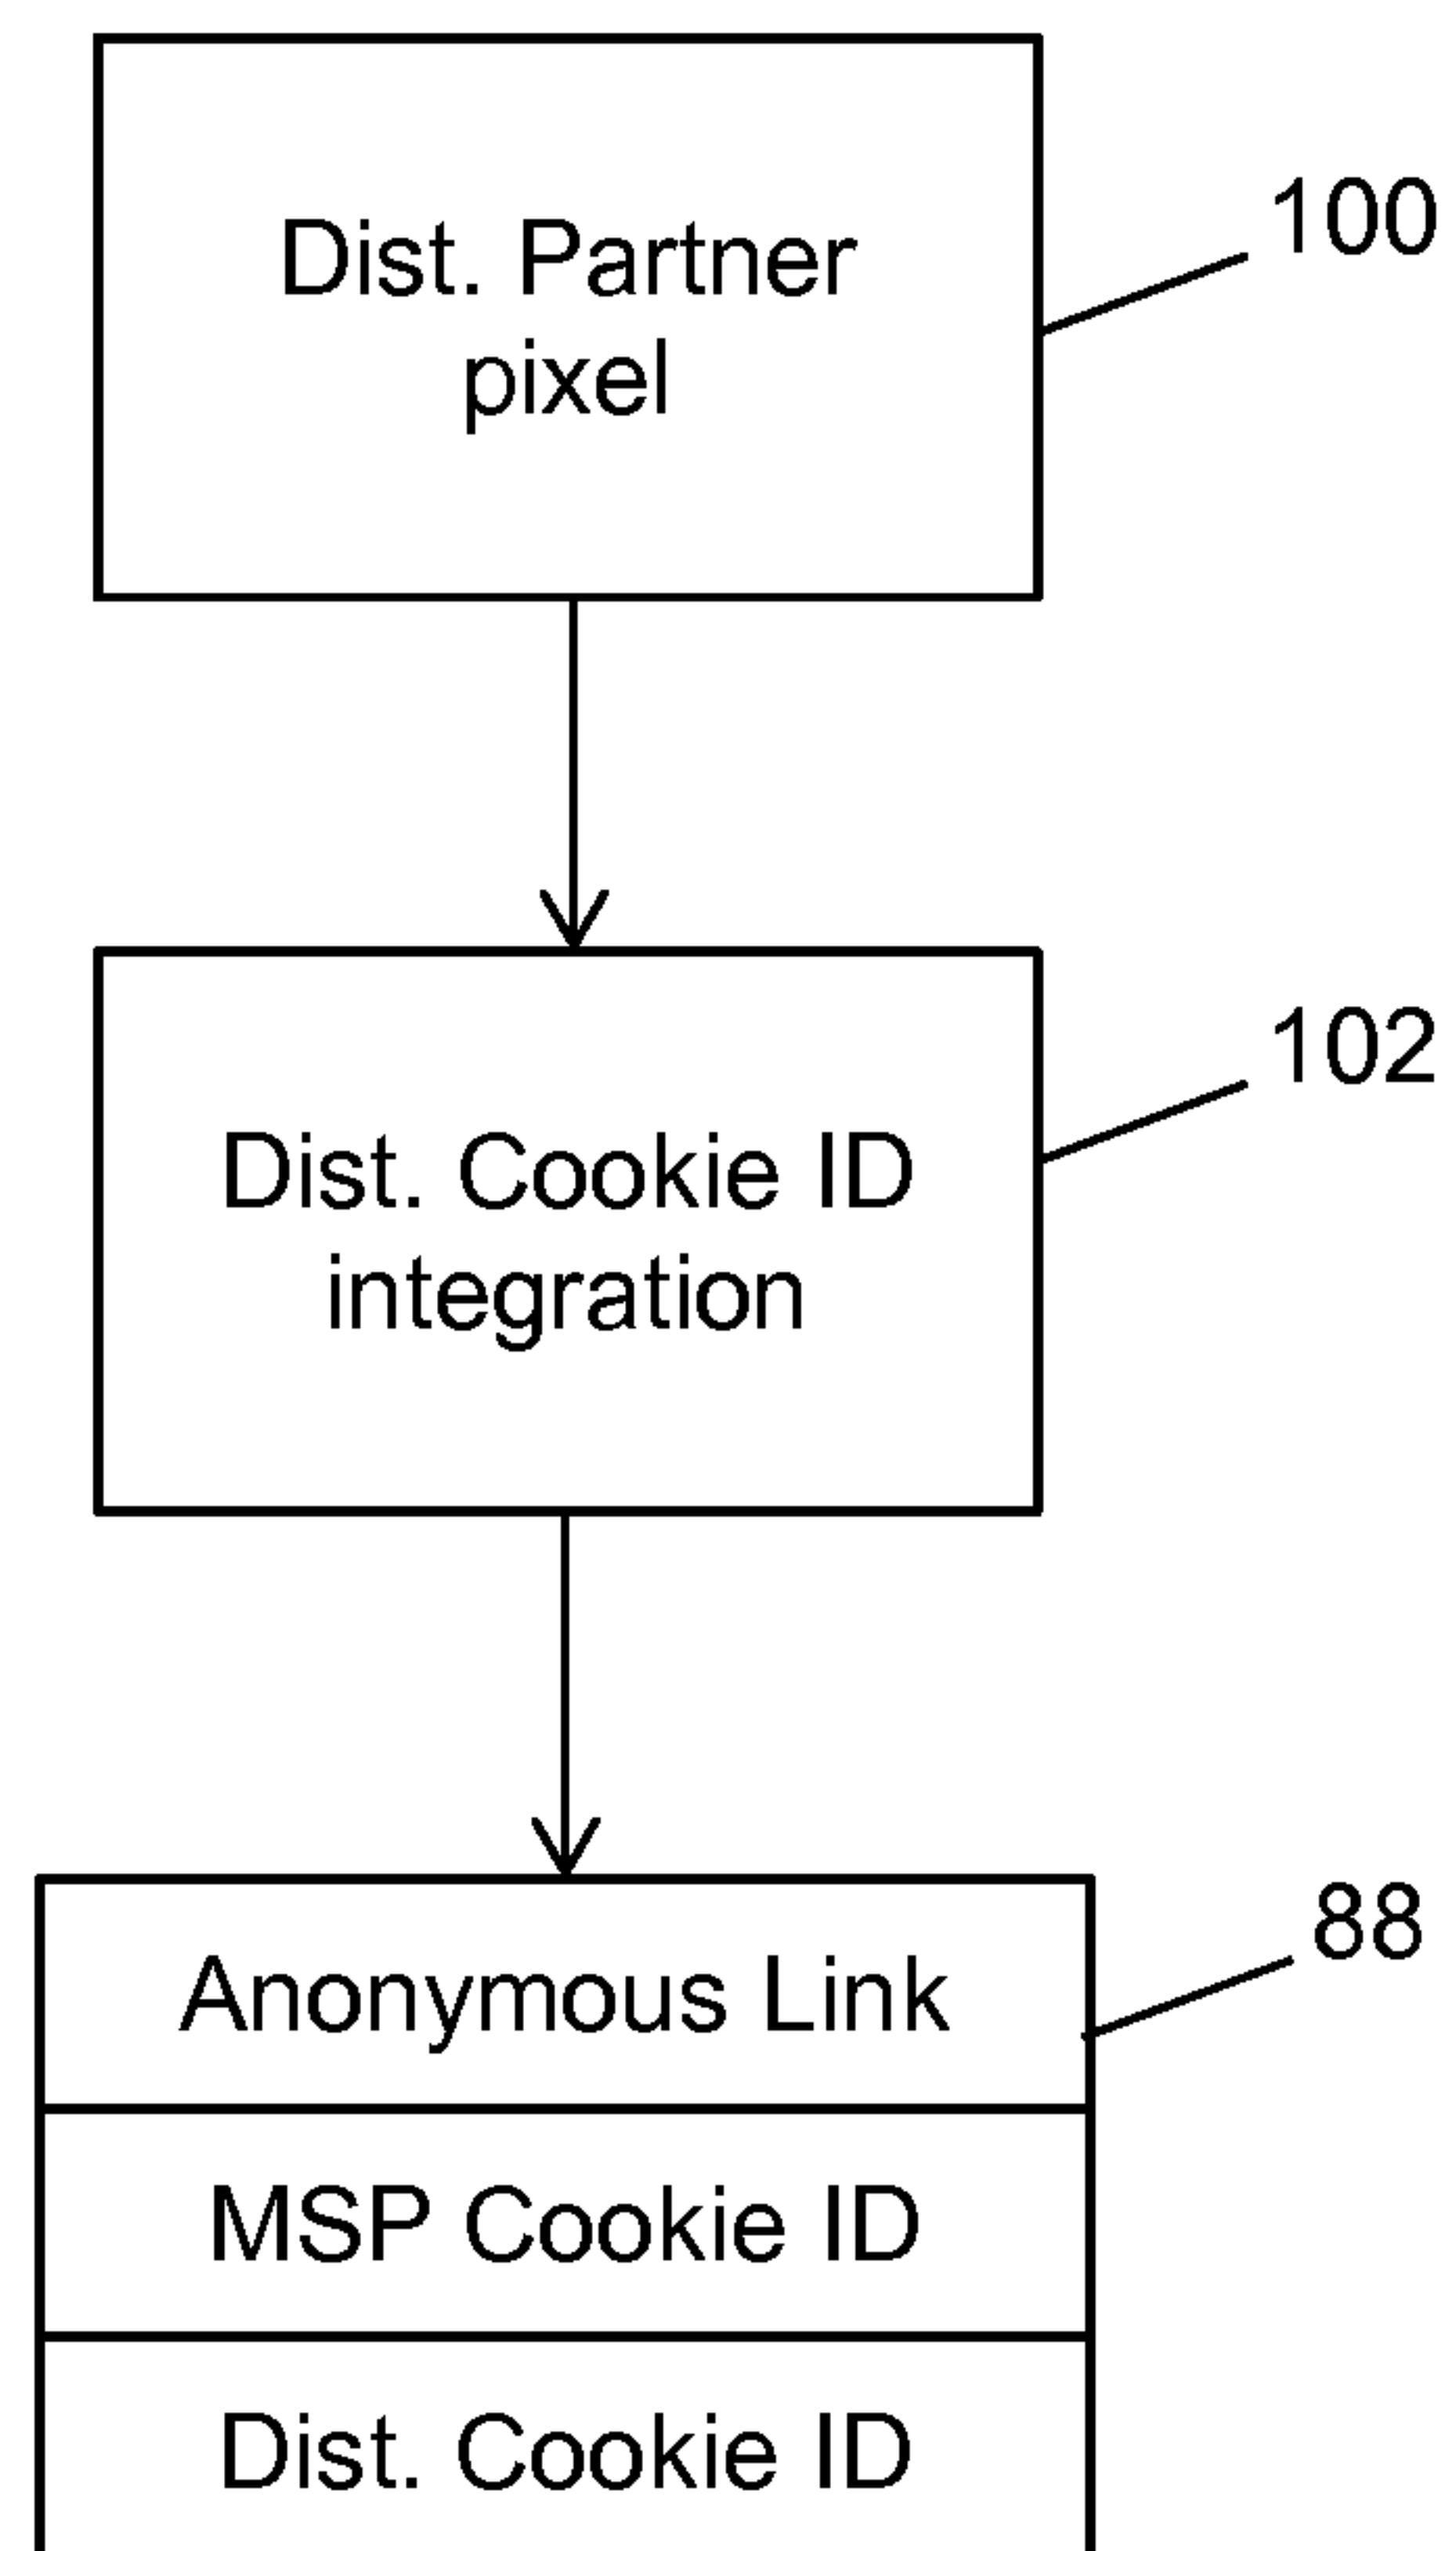 Dist. Partner
pixel
100
Dist. Cookie ID
integration
102
Anonymous Link
88
MSP Cookie ID
Dist. Cookie ID